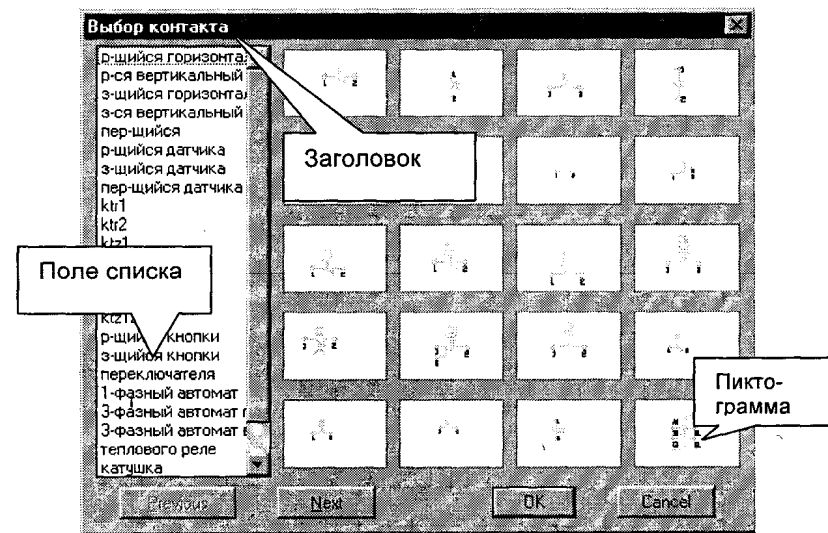 Выбор контакта
р-щийся горизонта
р-ся вертикальный
з-щийся горизонта
з-ся вертикальный
пер-щийся
р-щийся датчика
з-щийся датчика
пер-щийся датчика
ktr1
ktr2
ktz1
р-щий кнопки
з-щийся кнопки
переключателя
1-фазный автомат
3-фазный автомат
3-фазный автомат
теплового реле
катушка
Заголовок
Поле списка
Пикто-
грамма
Previous
Next
OK
Cancel